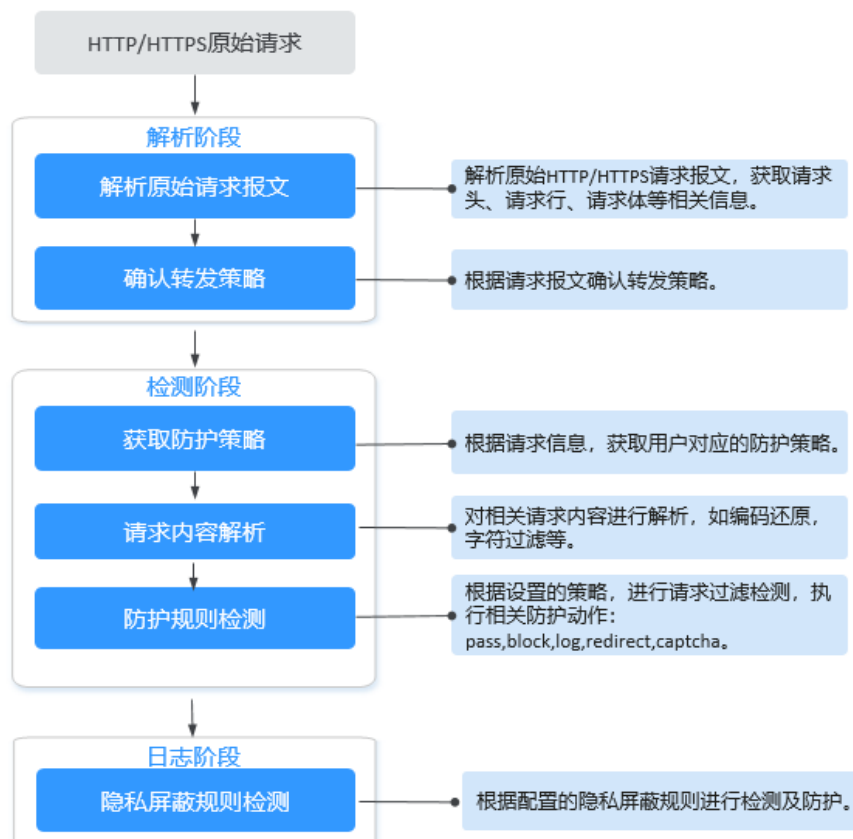 HTTP/HTTPS原始请求
解析阶段
解析原始请求报文
解析原始HTTP/HTTPS请求报文，获取请求
头、请求行、请求体等相关信息。
确认转发策略
根据请求报文确认转发策略。
检测阶段
获取防护策略
根据请求信息，获取用户对应的防护策略。
请求内容解析
对相关请求内容进行解析，如编码还原，
字符过滤等。
防护规则检测
根据设置的策略，进行请求过滤检测，执
行相关防护动作：
pass,block,log,redirect,captcha。
日志阶段
隐私屏蔽规则检测
根据配置的隐私屏蔽规则进行检测及防护。